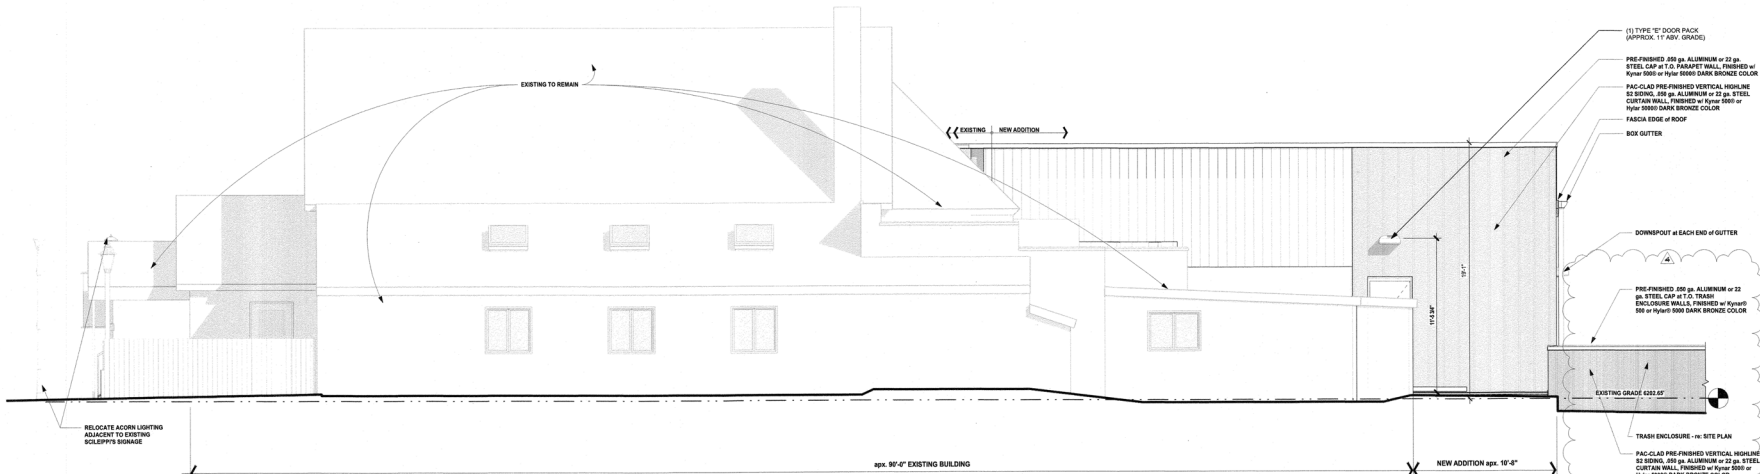 EXISTING TO REMAIN
EXISTING
NEW ADDITION
(1) TYPE "E" DOOR PACK
(APPROX. 11' ABV. GRADE)
PRE-FINISHED .050 ga. ALUMINUM or 22 ga.
STEEL CAP at T.O. PARAPET WALL, FINISHED w/
Kynar 500® or Hylar 5000® DARK BRONZE COLOR
PAC-CLAD PRE-FINISHED VERTICAL HIGHLINE
S2 SIDING, .050 ga. ALUMINUM or 22 ga. STEEL
CURTAIN WALL, FINISHED w/ Kynar 500® or
Hylar 5000® DARK BRONZE COLOR
FASCIA EDGE of ROOF
BOX GUTTER
DOWNSPOUT at EACH END of GUTTER
4
PRE-FINISHED .050 ga. ALUMINUM or 22
ga. STEEL CAP at T.O. TRASH
ENCLOSURE WALLS, FINISHED w/ Kynar®
500 or Hylar® 5000 DARK BRONZE COLOR
19'-1"
11'-5 3/4"
EXISTING GRADE 6202.65'
TRASH ENCLOSURE - re: SITE PLAN
PAC-CLAD PRE-FINISHED VERTICAL HIGHLINE
S2 SIDING, .050 ga. ALUMINUM or 22 ga. STEEL
CURTAIN WALL, FINISHED w/ Kynar 500® or
RELOCATE ACORN LIGHTING
ADJACENT TO EXISTING
SCILEIPPI'S SIGNAGE
apx. 90'-0" EXISTING BUILDING
NEW ADDITION apx. 10'-8"